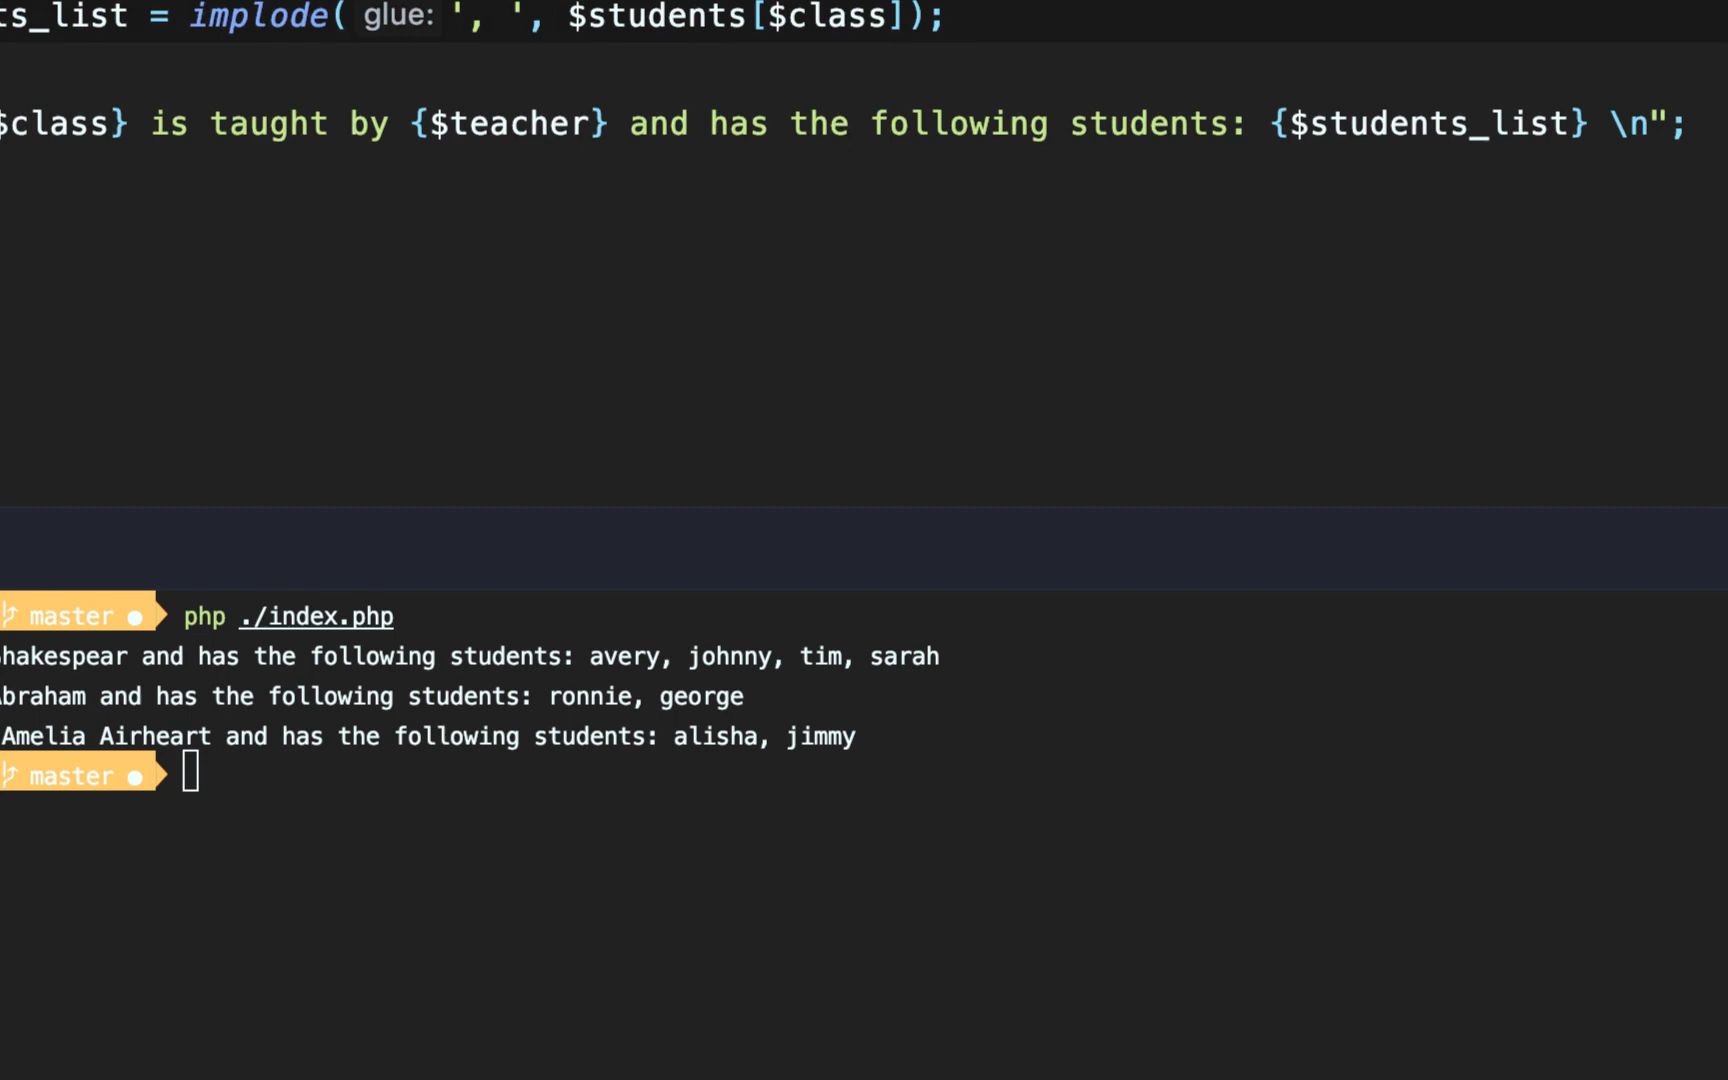 ts_list = implode( glue: ', ', $students[$class]);
$class} is taught by {$teacher} and has the following students: {$students_list} \n";
master ● php ./index.php
hakespear and has the following students: avery, johnny, tim, sarah
braham and has the following students: ronnie, george
Amelia Airheart and has the following students: alisha, jimmy
master ●